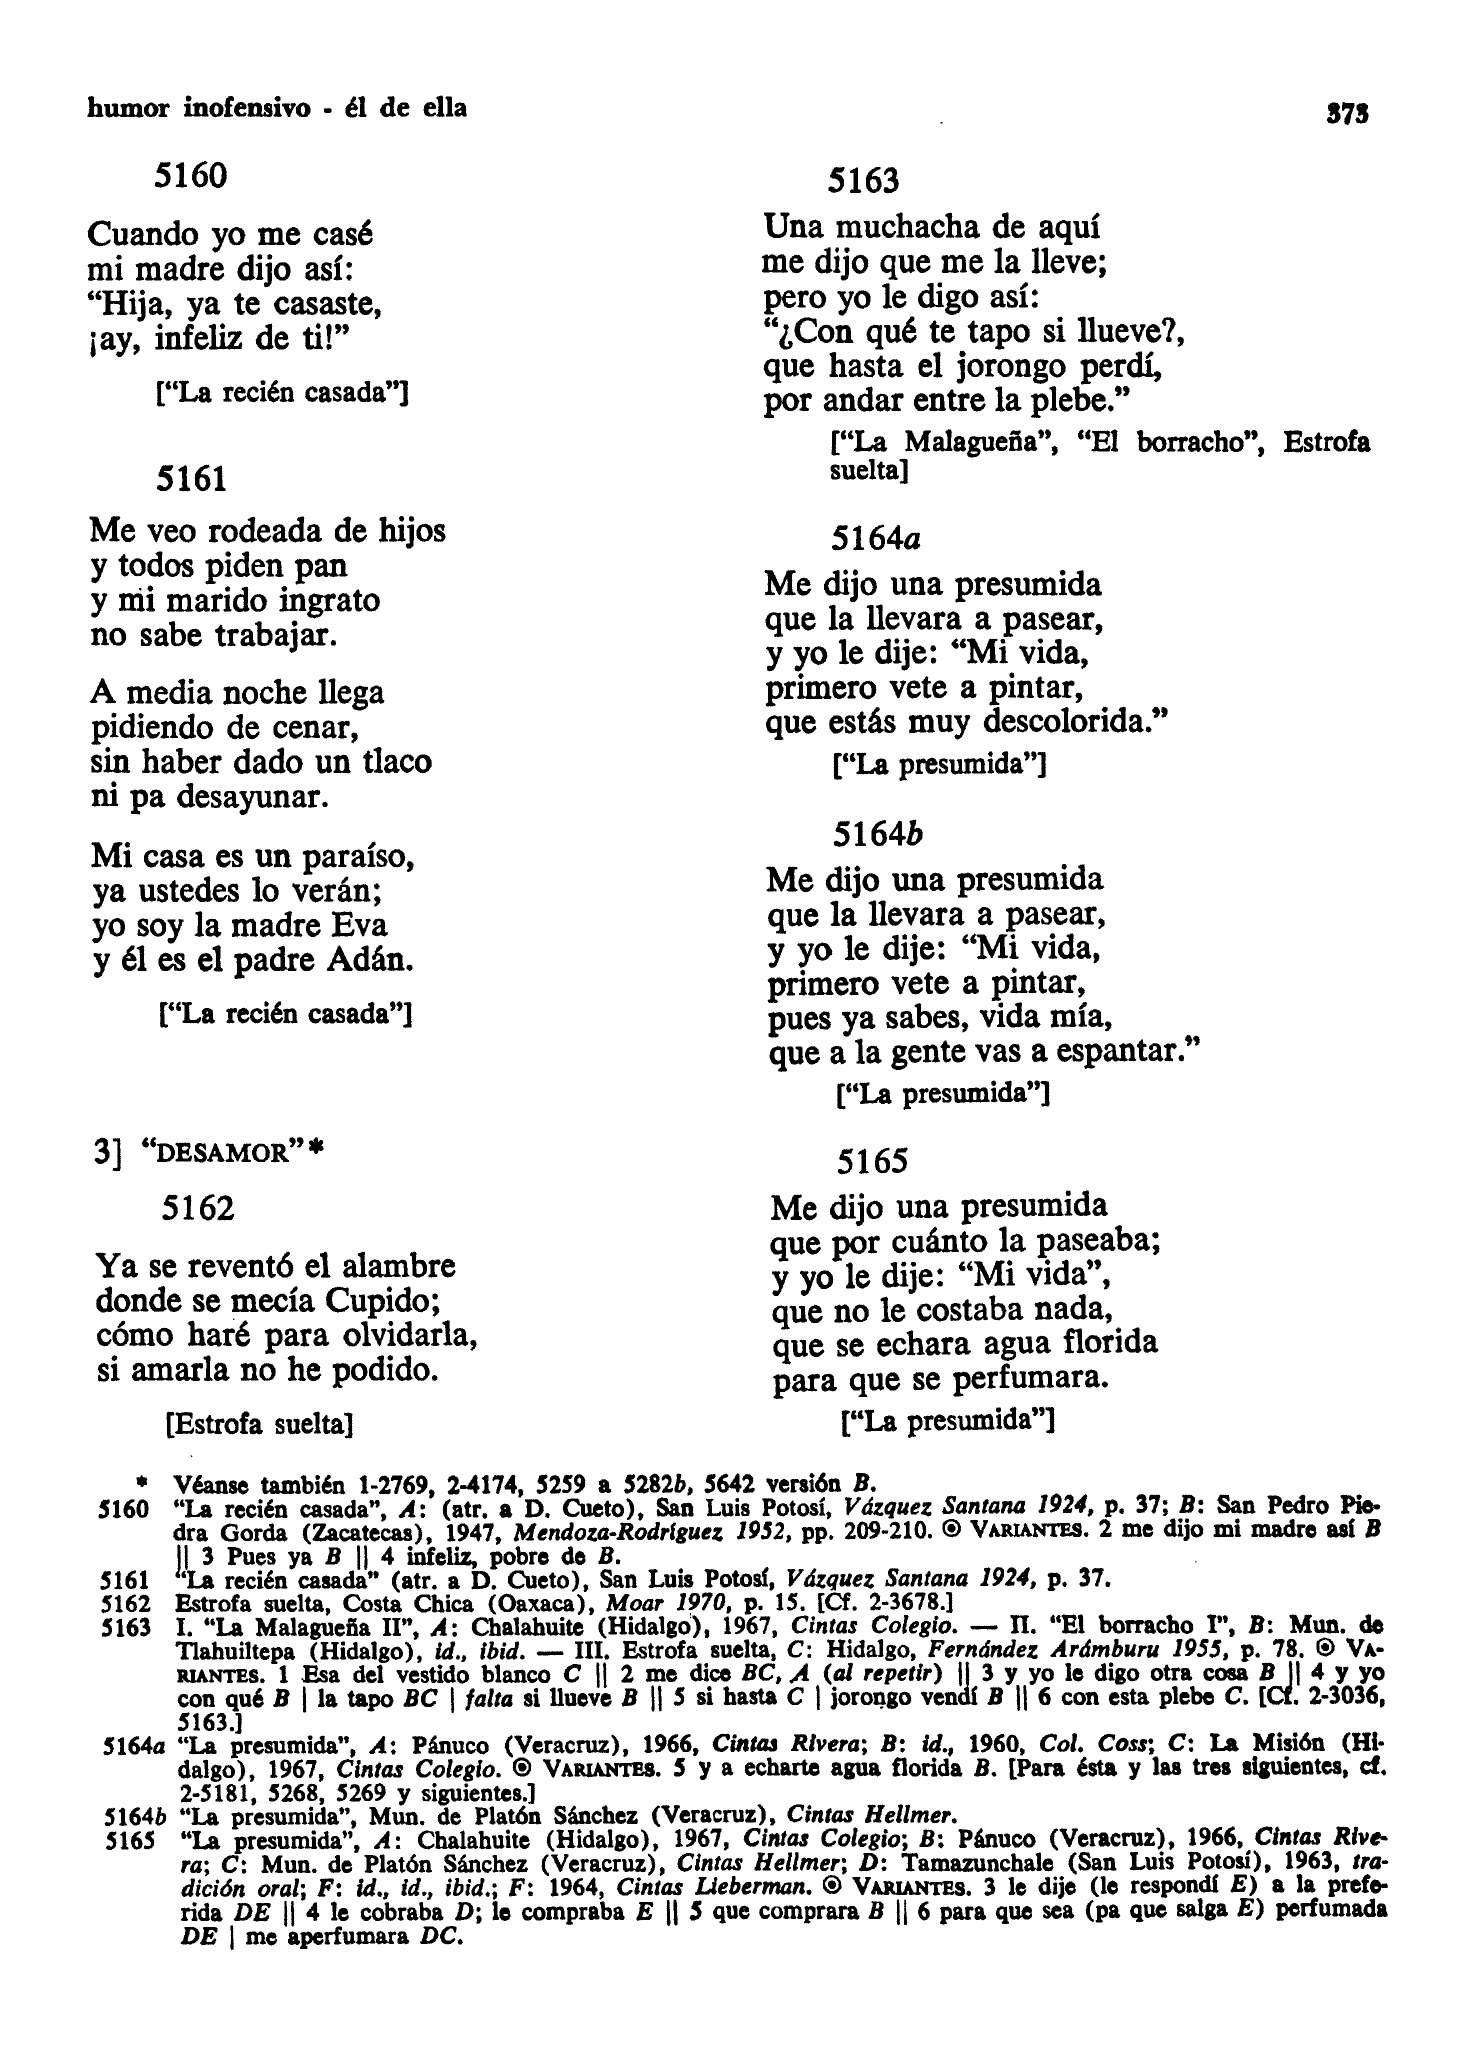 humor inofensivo - él de ella
373
5160
Cuando yo me casé
mi madre dijo así:
“Hija, ya te casaste,
¡ay, infeliz de ti!”
[“La recién casada”]
5161
Me veo rodeada de hijos
y todos piden pan
y mi marido ingrato
no sabe trabajar.
A media noche llega
pidiendo de cenar,
sin haber dado un tlaco
ni pa desayunar.
Mi casa es un paraíso,
ya ustedes lo verán;
yo soy la madre Eva
y él es el padre Adán.
[“La recién casada”]
3] “DESAMOR”*
5162
Ya se reventó el alambre
donde se mecía Cupido;
cómo haré para olvidarla,
si amarla no he podido.
[Estrofa suelta]
5163
Una muchacha de aquí
me dijo que me la lleve;
pero yo le digo así:
“¿Con qué te tapo si llueve?,
que hasta el jorongo perdí,
por andar entre la plebe.”
[“La Malagueña”, “El borracho”, Estrofa
suelta]
5164a
Me dijo una presumida
que la llevara a pasear,
y yo le dije: “Mi vida,
primero vete a pintar,
que estás muy descolorida.”
[“La presumida”]
5164b
Me dijo una presumida
que la llevara a pasear,
y yo le dije: “Mi vida,
primero vete a pintar,
pues ya sabes, vida mía,
que a la gente vas a espantar.”
[“La presumida”]
5165
Me dijo una presumida
que por cuánto la paseaba;
y yo le dije: “Mi vida”,
que no le costaba nada,
que se echara agua florida
para que se perfumara.
[“La presumida”]
* Véanse también 1-2769, 2-4174, 5259 a 5282b, 5642 versión B.
5160 “La recién casada”, A: (atr. a D. Cueto), San Luis Potosí, Vázquez Santana 1924, p. 37; B: San Pedro Pie-
dra Gorda (Zacatecas), 1947, Mendoza-Rodríguez 1952, pp. 209-210. ⊙ VARIANTES. 2 me dijo mi madre así B
|| 3 Pues ya B || 4 infeliz, pobre de B.
5161 “La recién casada” (atr. a D. Cueto), San Luis Potosí, Vázquez Santana 1924, p. 37.
5162 Estrofa suelta, Costa Chica (Oaxaca), Moar 1970, p. 15. [Cf. 2-3678.]
5163 I. “La Malagueña II”, A: Chalahuite (Hidalgo), 1967, Cintas Colegio. — II. “El borracho I”, B: Mun. de
Tlahuiltepa (Hidalgo), id., ibid. — III. Estrofa suelta, C: Hidalgo, Fernández Arámburu 1955, p. 78. ⊙ VA-
RIANTES. 1 Esa del vestido blanco C || 2 me dice BC, A (al repetir) || 3 y yo le digo otra cosa B || 4 y yo
con qué B | la tapo BC | falta si llueve B || 5 si hasta C | jorongo vendí B || 6 con esta plebe C. [Cf. 2-3036,
5163.]
5164a “La presumida”, A: Pánuco (Veracruz), 1966, Cintas Rivera; B: id., 1960, Col. Coss; C: La Misión (Hi-
dalgo), 1967, Cintas Colegio. ⊙ VARIANTES. 5 y a echarte agua florida B. [Para ésta y las tres siguientes, cf.
2-5181, 5268, 5269 y siguientes.]
5164b “La presumida”, Mun. de Platón Sánchez (Veracruz), Cintas Hellmer.
5165 “La presumida”, A: Chalahuite (Hidalgo), 1967, Cintas Colegio; B: Pánuco (Veracruz), 1966, Cintas Rive-
ra; C: Mun. de Platón Sánchez (Veracruz), Cintas Hellmer; D: Tamazunchale (San Luis Potosí), 1963, tra-
dición oral; F: id., id., ibid.; F: 1964, Cintas Lieberman. ⊙ VARIANTES. 3 le dije (le respondí E) a la prefe-
rida DE || 4 le cobraba D; le compraba E || 5 que comprara B || 6 para que sea (pa que salga E) perfumada
DE | me aperfumara DC.